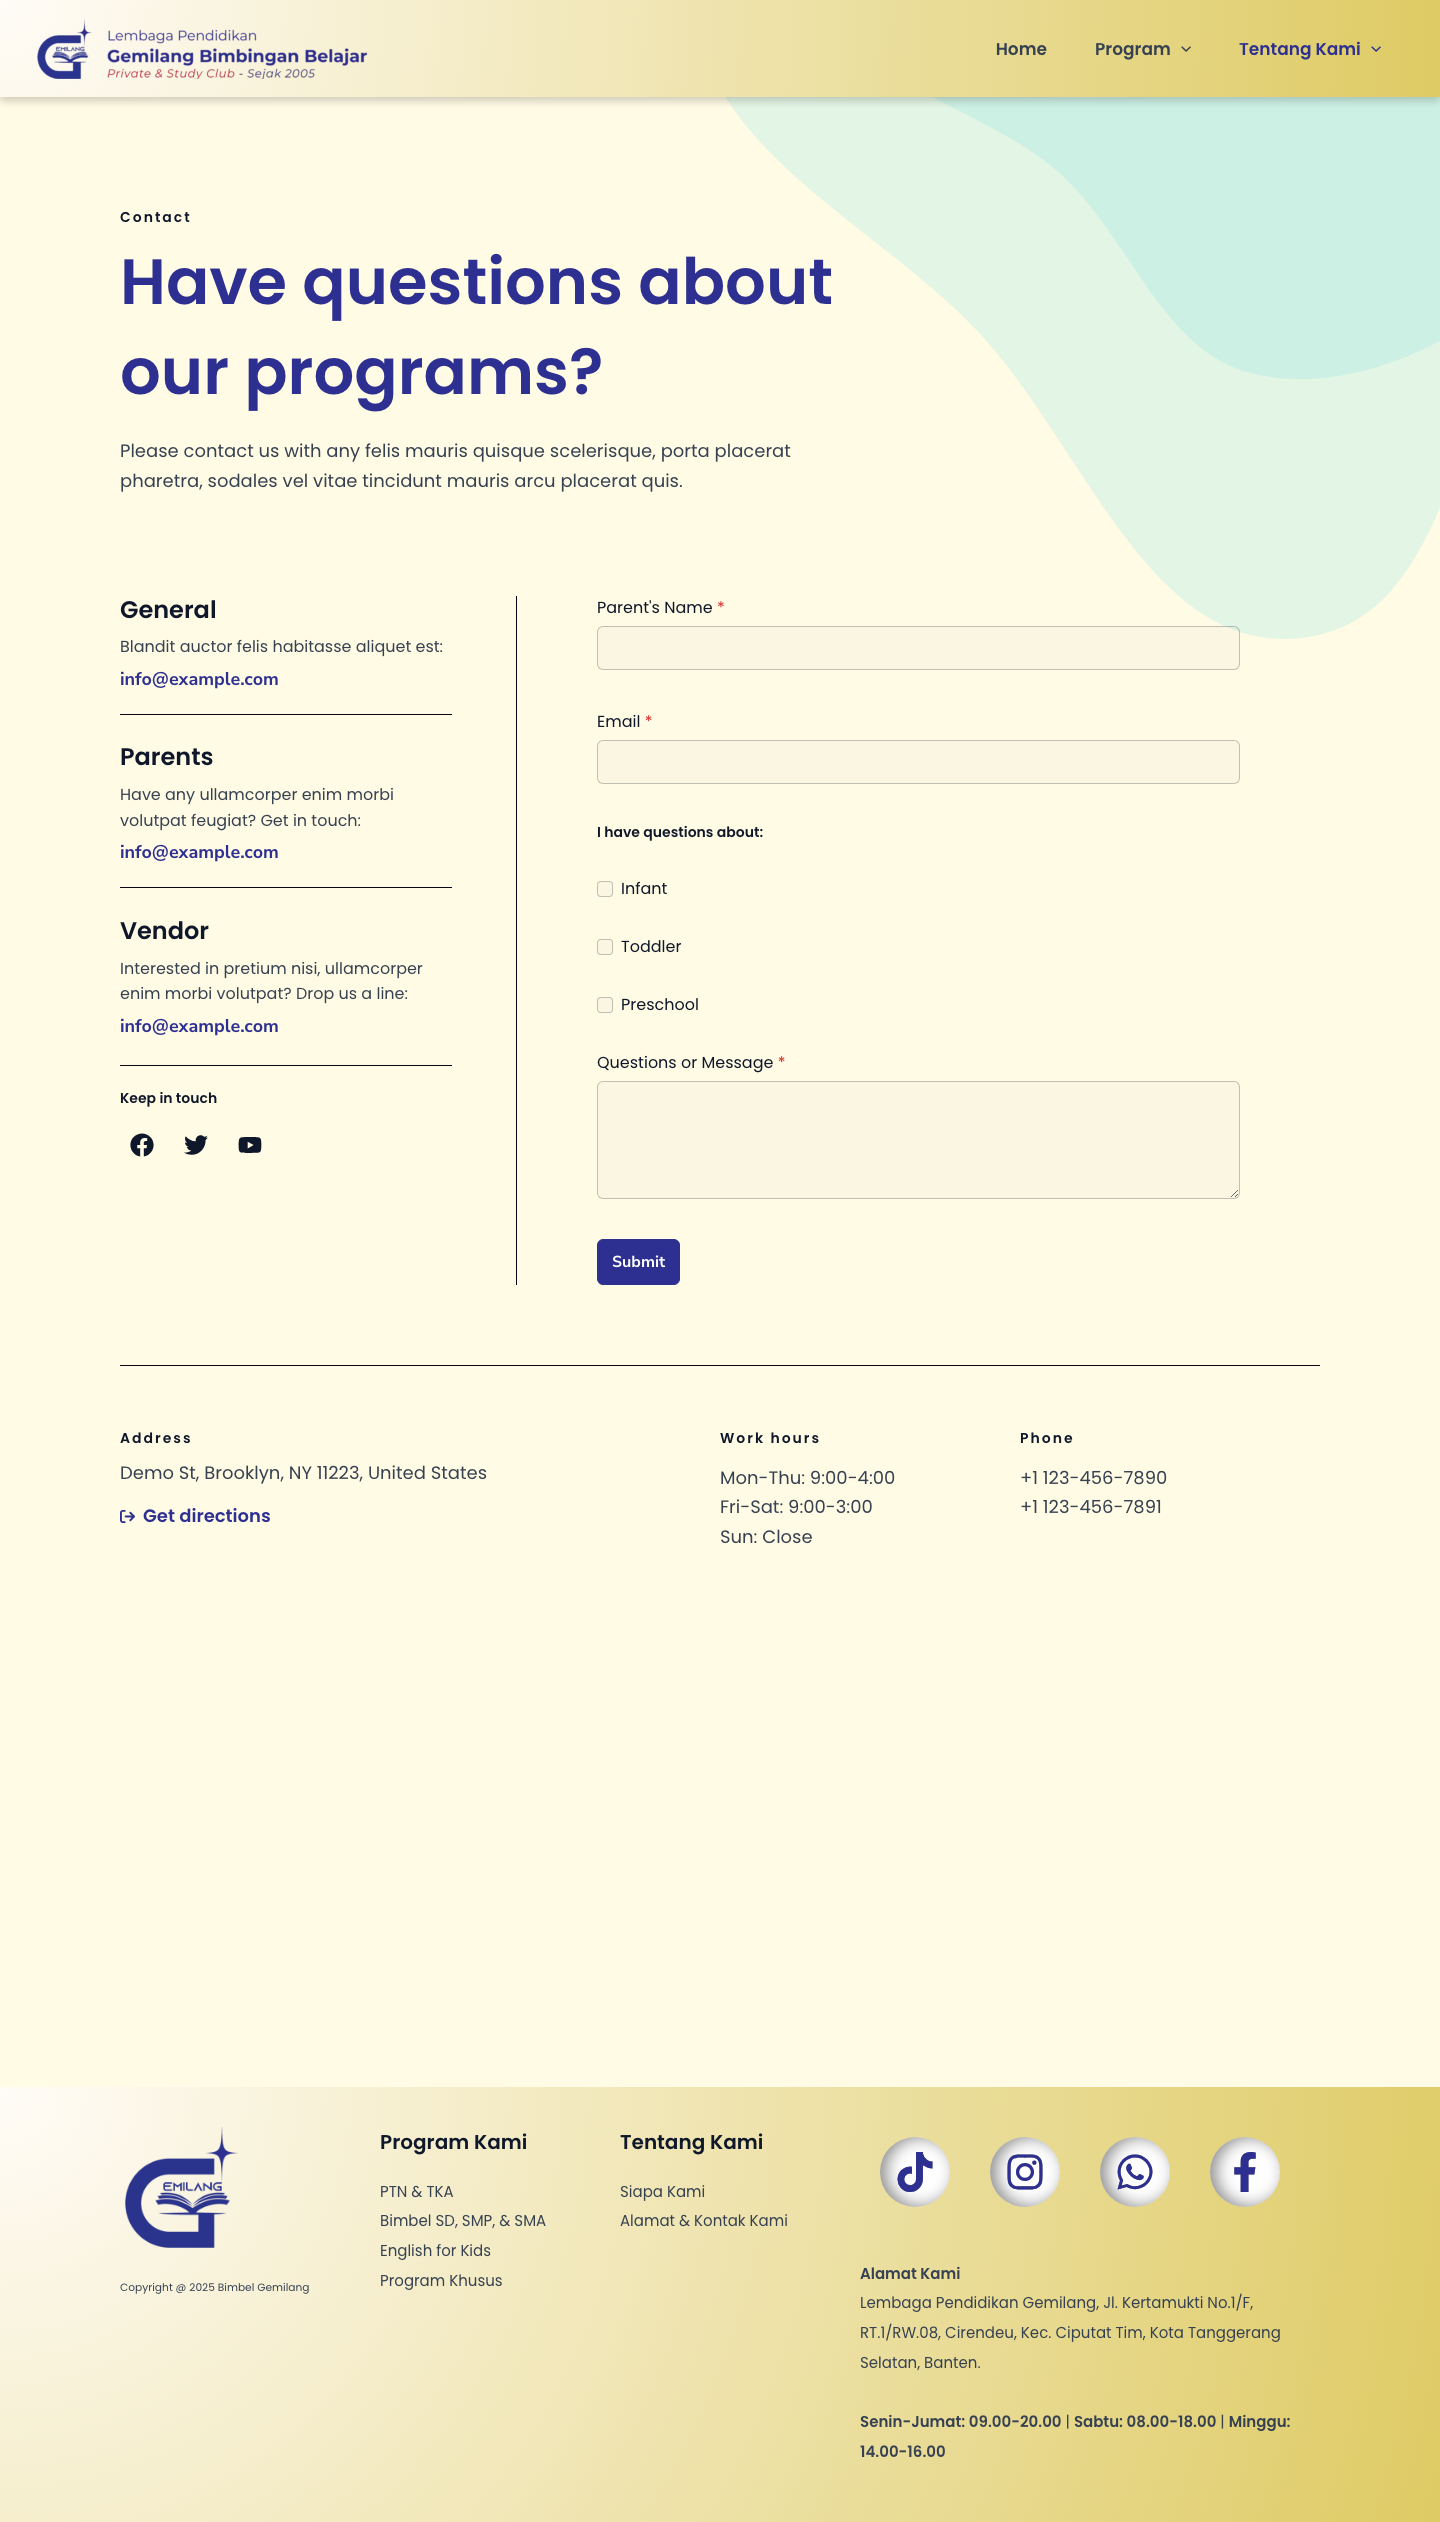 Lembaga Pendidikan
Gemilang Bimbingan Belajar
Private & Study Club - Sejak 2005
EMILANG
Home
Program
Tentang Kami
Contact
Have questions about
our programs?
Please contact us with any felis mauris quisque scelerisque, porta placerat
pharetra, sodales vel vitae tincidunt mauris arcu placerat quis.
General
Blandit auctor felis habitasse aliquet est:
info@example.com
Parents
Have any ullamcorper enim morbi
volutpat feugiat? Get in touch:
info@example.com
Vendor
Interested in pretium nisi, ullamcorper
enim morbi volutpat? Drop us a line:
info@example.com
Keep in touch
Parent's Name *
Email *
I have questions about:
Infant
Toddler
Preschool
Questions or Message *
Submit
Address
Demo St, Brooklyn, NY 11223, United States
Get directions
Work hours
Mon-Thu: 9:00-4:00
Fri-Sat: 9:00-3:00
Sun: Close
Phone
+1 123-456-7890
+1 123-456-7891
EMILANG
Copyright @ 2025 Bimbel Gemilang
Program Kami
PTN & TKA
Bimbel SD, SMP, & SMA
English for Kids
Program Khusus
Tentang Kami
Siapa Kami
Alamat & Kontak Kami
Alamat Kami
Lembaga Pendidikan Gemilang, Jl. Kertamukti No.1/F,
RT.1/RW.08, Cirendeu, Kec. Ciputat Tim, Kota Tanggerang
Selatan, Banten.
Senin-Jumat: 09.00-20.00 | Sabtu: 08.00-18.00 | Minggu:
14.00-16.00